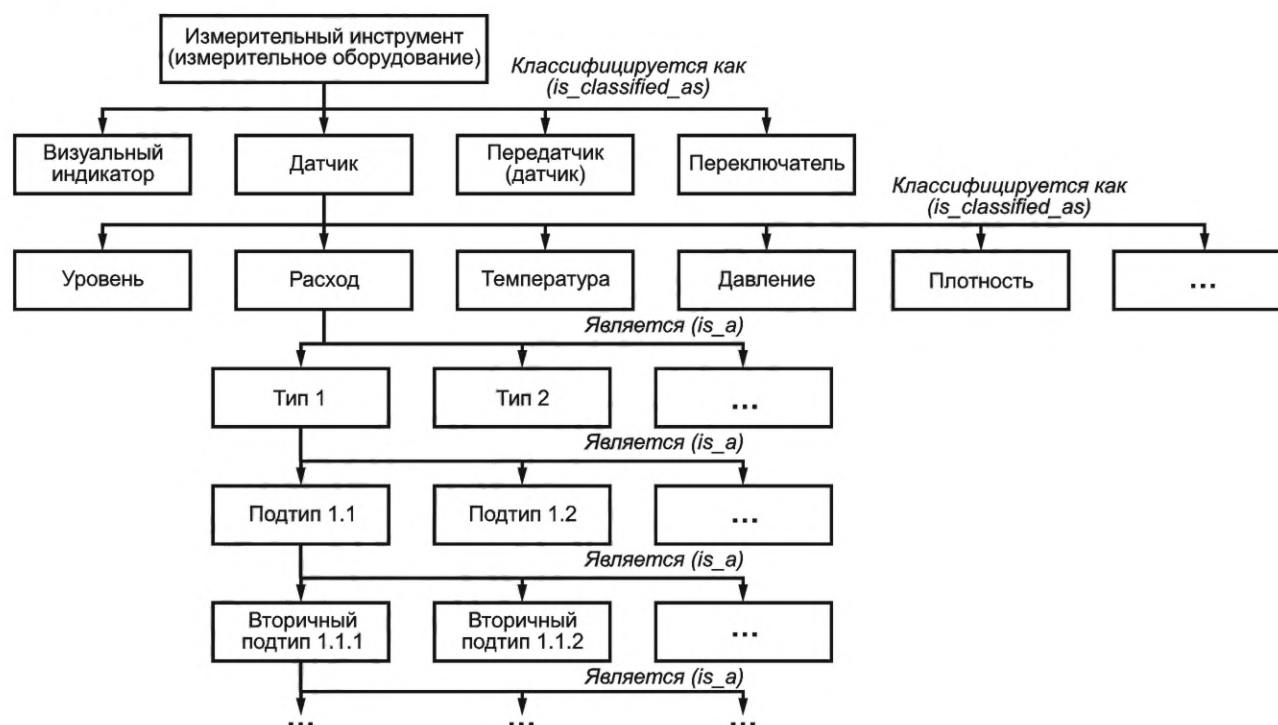 Измерительный инструмент
(измерительное оборудование)
Классифицируется как
(is_classified_as)
Визуальный
индикатор
Датчик
Передатчик
(датчик)
Переключатель
Классифицируется как
(is_classified_as)
Уровень
Расход
Температура
Давление
Плотность
...
Является (is_a)
Тип 1
Тип 2
...
Является (is_a)
Подтип 1.1
Подтип 1.2
...
Является (is_a)
Вторичный
подтип 1.1.1
Вторичный
подтип 1.1.2
...
Является (is_a)
...
...
...